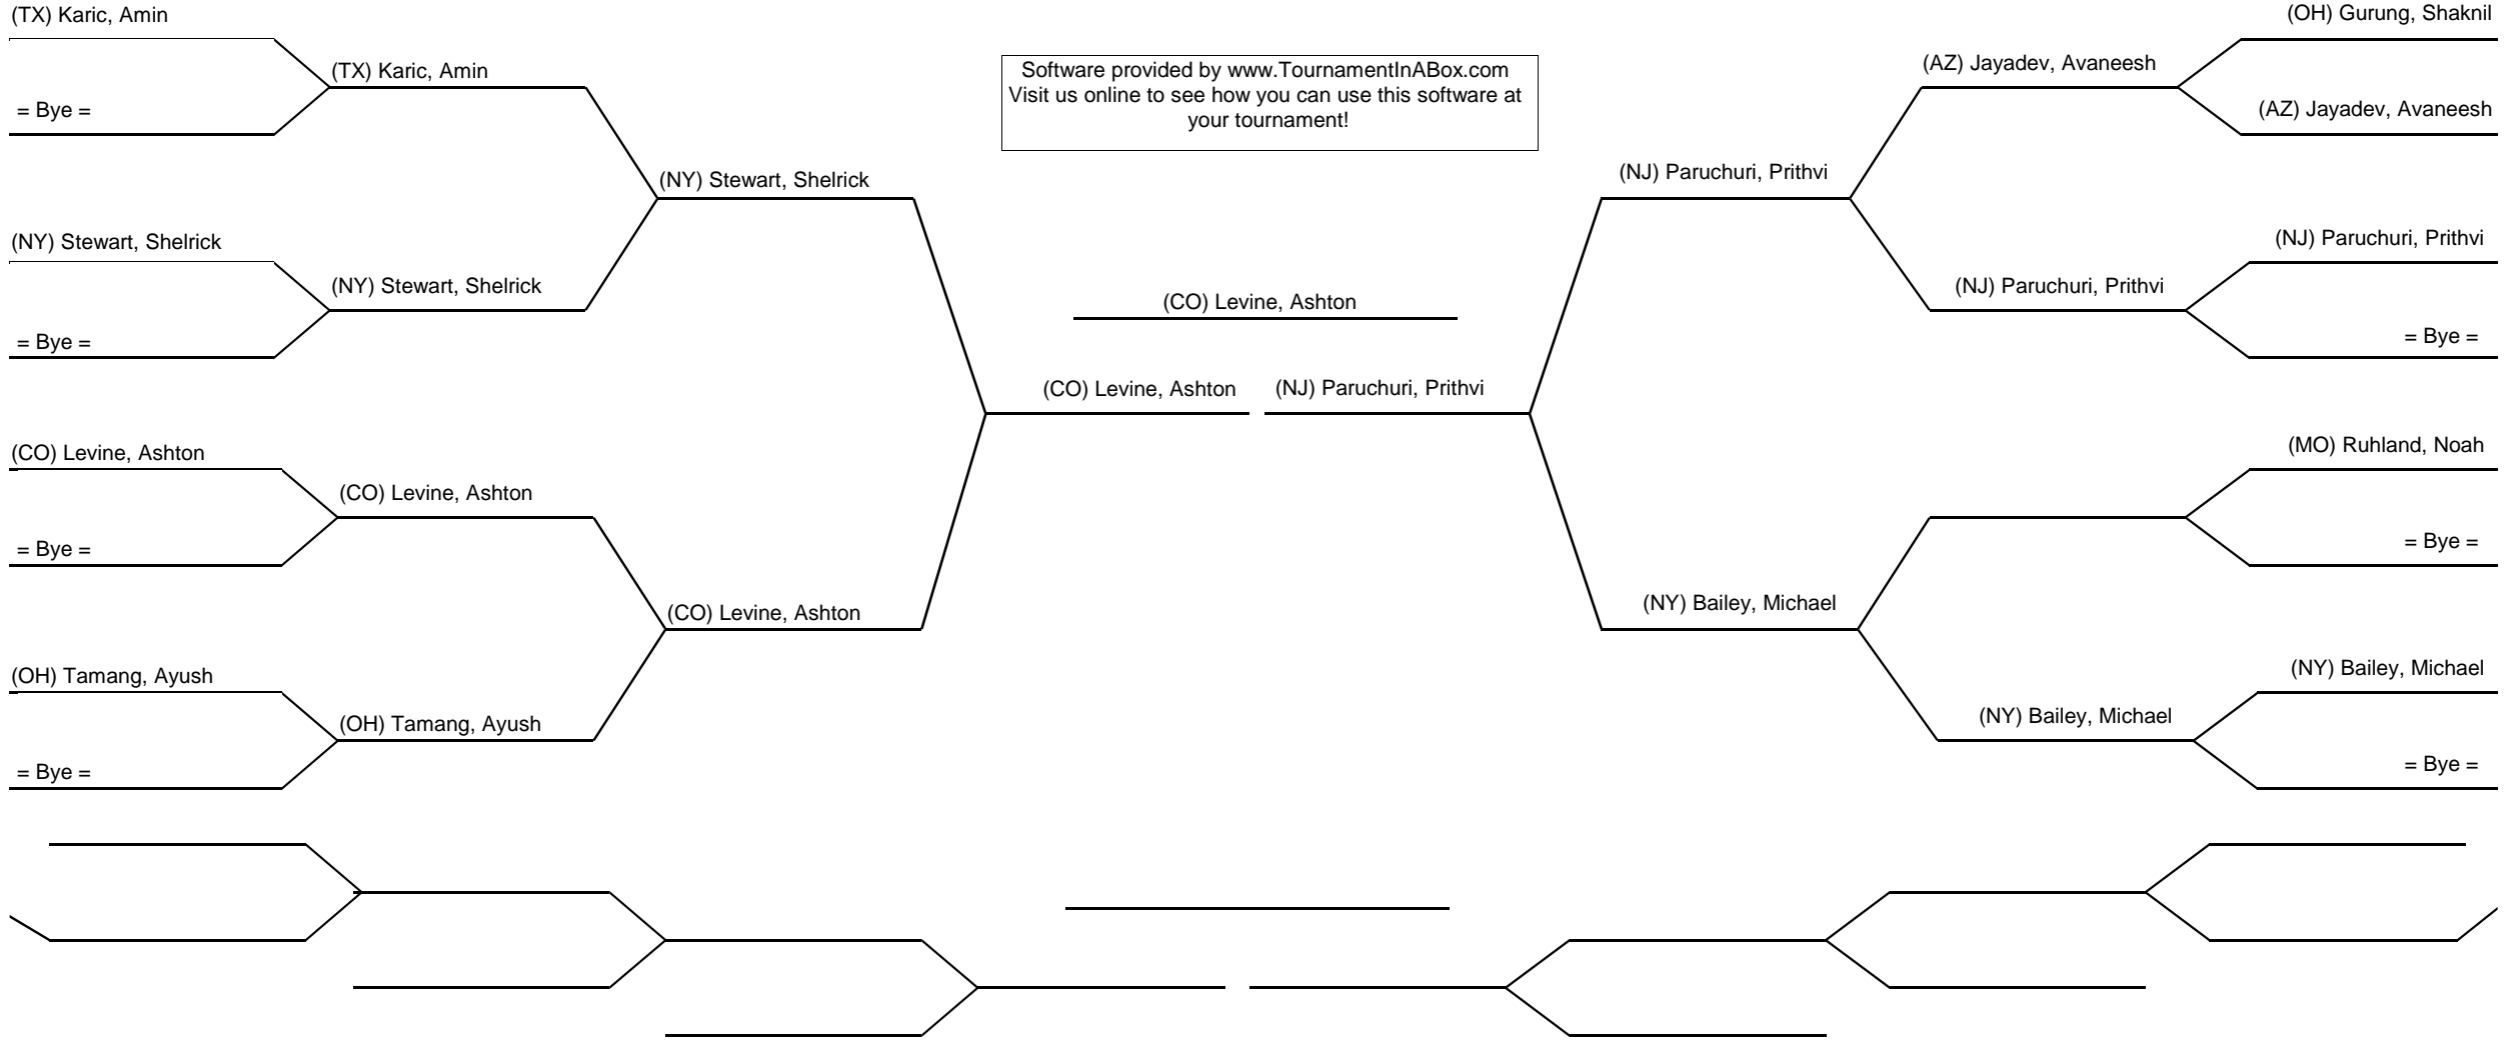 (TX) Karic, Amin
(OH) Gurung, Shaknil
(TX) Karic, Amin
Software provided by www.TournamentInABox.com
Visit us online to see how you can use this software at
your tournament!
(AZ) Jayadev, Avaneesh
= Bye =
(AZ) Jayadev, Avaneesh
(NY) Stewart, Shelrick
(NJ) Paruchuri, Prithvi
(NY) Stewart, Shelrick
(NJ) Paruchuri, Prithvi
(NY) Stewart, Shelrick
(CO) Levine, Ashton
(NJ) Paruchuri, Prithvi
= Bye =
= Bye =
(CO) Levine, Ashton
(NJ) Paruchuri, Prithvi
(CO) Levine, Ashton
(MO) Ruhland, Noah
(CO) Levine, Ashton
= Bye =
= Bye =
(CO) Levine, Ashton
(NY) Bailey, Michael
(OH) Tamang, Ayush
(NY) Bailey, Michael
(OH) Tamang, Ayush
(NY) Bailey, Michael
= Bye =
= Bye =